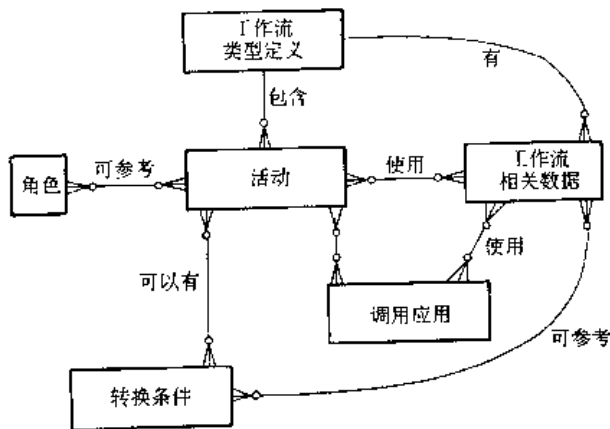 工作流
类型定义
有
包含
角色
可参考
活动
使用
工作流
相关数据
使用
可以有
调用应用
可参考
转换条件